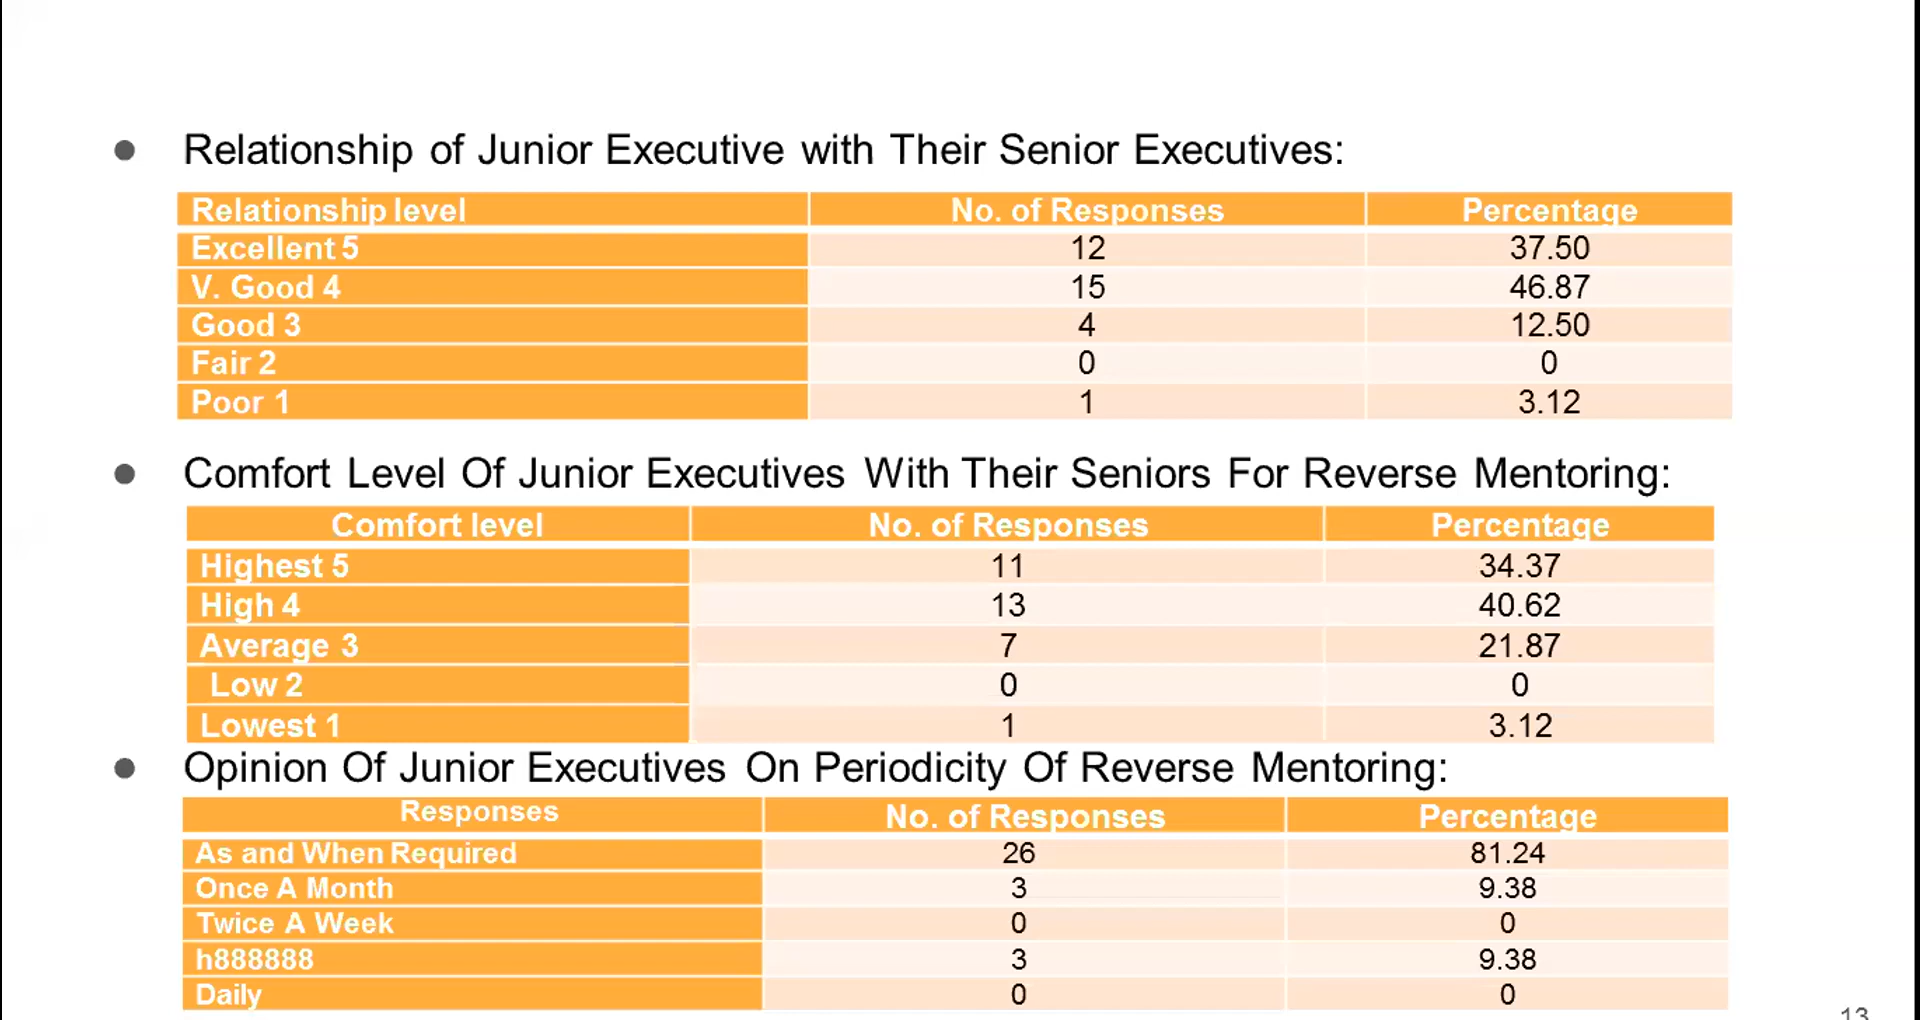 Relationship of Junior Executive with Their Senior Executives:
Relationship level No. of Responses Percentage
Excellent 5 12 37.50
V. Good 4 15 46.87
Good 3 4 12.50
Fair 2 0 0
Poor 1 1 3.12
Comfort Level Of Junior Executives With Their Seniors For Reverse Mentoring:
Comfort level No. of Responses Percentage
Highest 5 11 34.37
High 4 13 40.62
Average 3 7 21.87
Low 2 0 0
Lowest 1 1 3.12
Opinion Of Junior Executives On Periodicity Of Reverse Mentoring:
Responses No. of Responses Percentage
As and When Required 26 81.24
Once A Month 3 9.38
Twice A Week 0 0
h888888 3 9.38
Daily 0 0
13